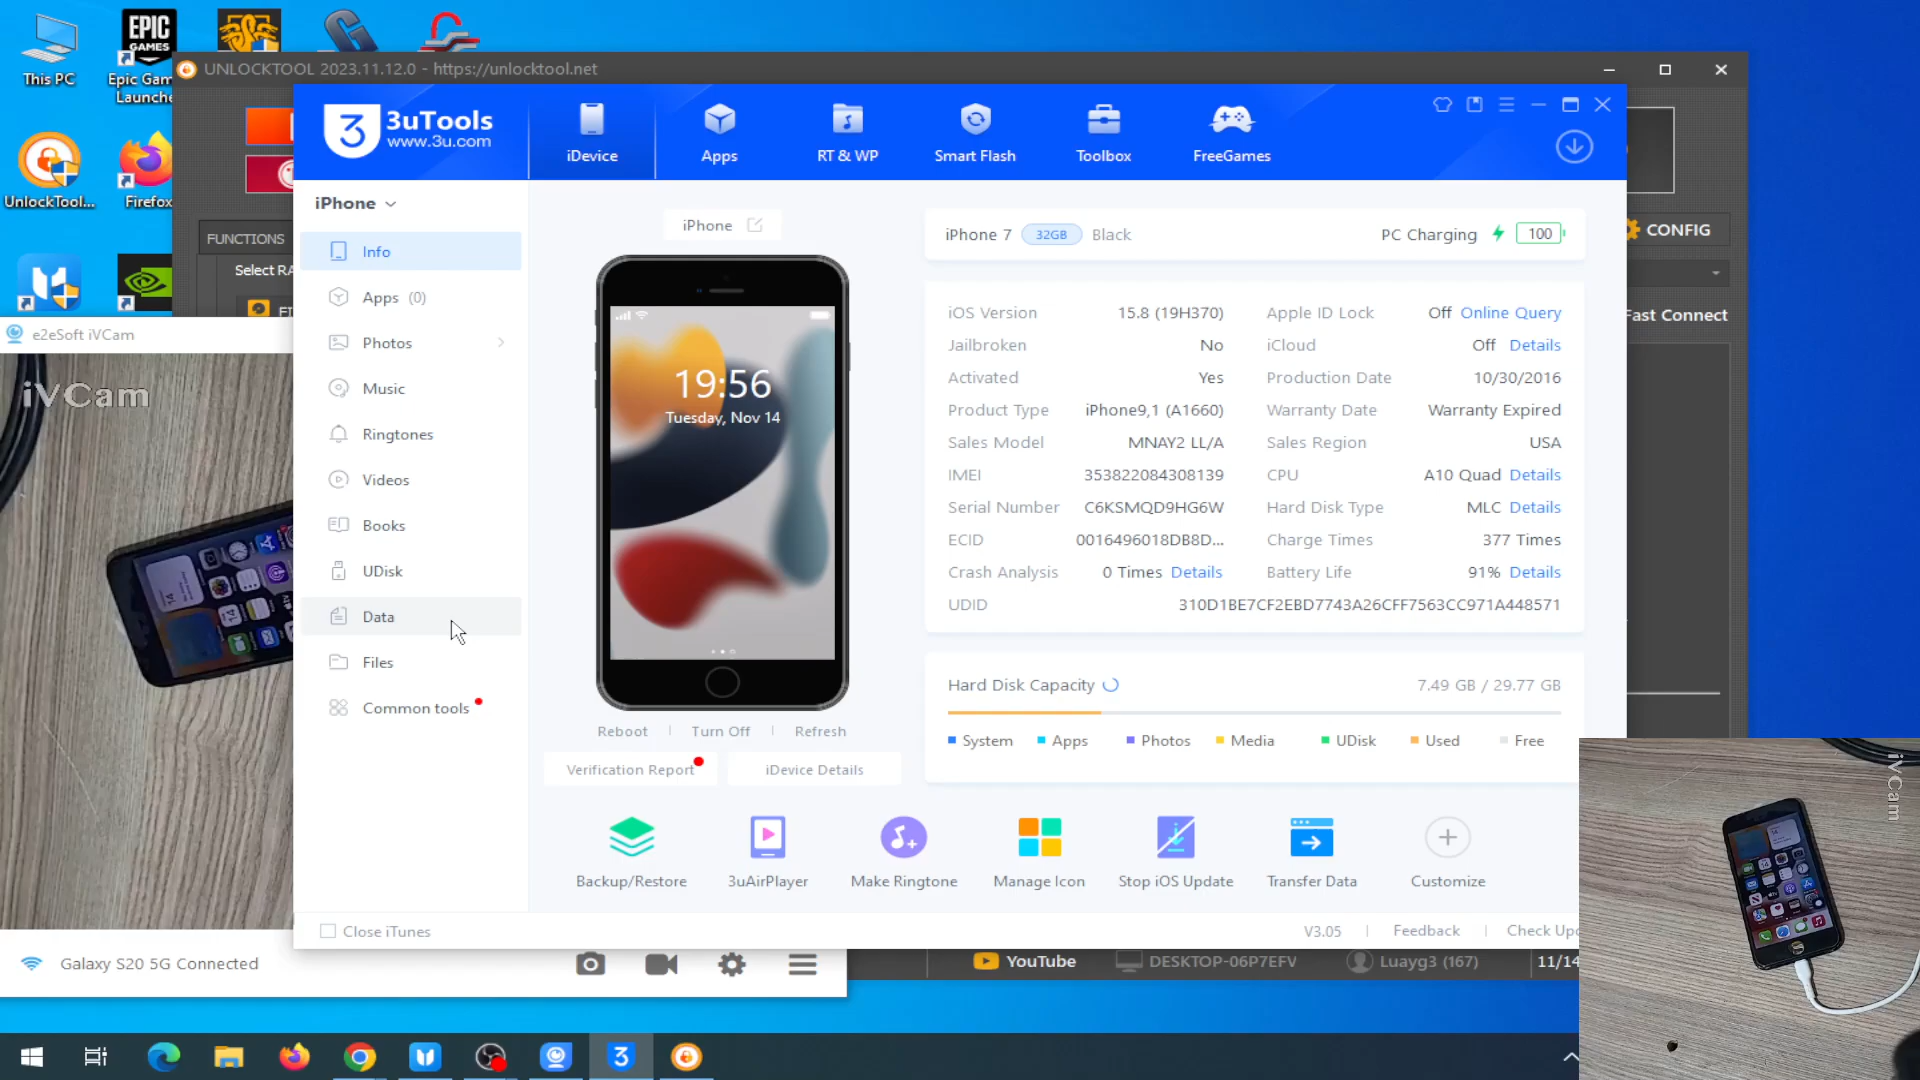 This PC
EPIC
GAMES
Epic Gam
Launche
UnlockTool...
Firefox
UNLOCKTOOL 2023.11.12.0 - https://unlocktool.net
FUNCTIONS
Select RA
FI
CONFIG
Fast Connect
3 3uTools
www.3u.com
iDevice
Apps
RT & WP
Smart Flash
Toolbox
FreeGames
iPhone
Info
Apps (0)
Photos
Music
Ringtones
Videos
Books
UDisk
Data
Files
Common tools
iPhone
19:56
Tuesday, Nov 14
Reboot
Turn Off
Refresh
Verification Report
iDevice Details
iPhone 7 32GB Black
PC Charging 100
iOS Version 15.8 (19H370) Apple ID Lock Off Online Query
Jailbroken No iCloud Off Details
Activated Yes Production Date 10/30/2016
Product Type iPhone9,1 (A1660) Warranty Date Warranty Expired
Sales Model MNAY2 LL/A Sales Region USA
IMEI 353822084308139 CPU A10 Quad Details
Serial Number C6KSMQD9HG6W Hard Disk Type MLC Details
ECID 0016496018DB8D... Charge Times 377 Times
Crash Analysis 0 Times Details Battery Life 91% Details
UDID 310D1BE7CF2EBD7743A26CFF7563CC971A448571
Hard Disk Capacity 7.49 GB / 29.77 GB
System Apps Photos Media UDisk Used Free
Backup/Restore
3uAirPlayer
Make Ringtone
Manage Icon
Stop iOS Update
Transfer Data
Customize
Close iTunes
V3.05
Feedback
Check Upd
e2eSoft iVCam
iVCam
Galaxy S20 5G Connected
YouTube
DESKTOP-06P7EFV
Luayg3 (167)
11/14
iVCam
3